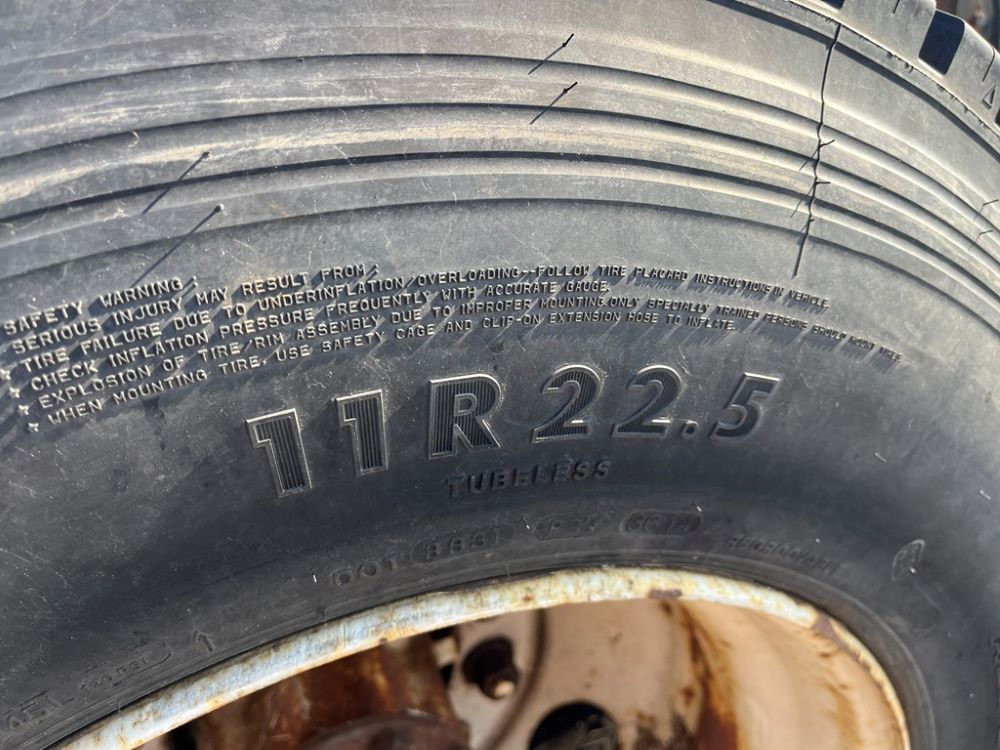 SAFETY WARNING
SERIOUS INJURY MAY RESULT FROM
* TIRE FAILURE DUE TO UNDERINFLATION/OVERLOADING-FOLLOW TIRE PLACARD INSTRUCTIONS IN VEHICLE.
* CHECK INFLATION PRESSURE FREQUENTLY WITH ACCURATE GAUGE.
* EXPLOSION OF TIRE/RIM ASSEMBLY DUE TO IMPROPER MOUNTING.ONLY SPECIALLY TRAINED PERSONS SHOULD MOUNT TIRES.
* WHEN MOUNTING TIRE, USE SAFETY CAGE AND CLIP-ON EXTENSION HOSE TO INFLATE.
11R22.5
TUBELESS
DOT 3614